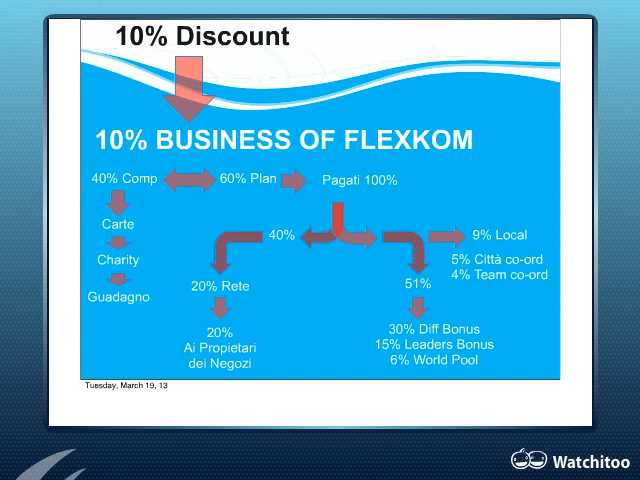 10% Discount
10% BUSINESS OF FLEXKOM
40% Comp
60% Plan
Pagati 100%
Carte
Charity
Guadagno
40%
9% Local
5% Città co-ord
4% Team co-ord
20% Rete
51%
20%
Ai Propietari
dei Negozi
30% Diff Bonus
15% Leaders Bonus
6% World Pool
Tuesday, March 19, 13
Watchitoo